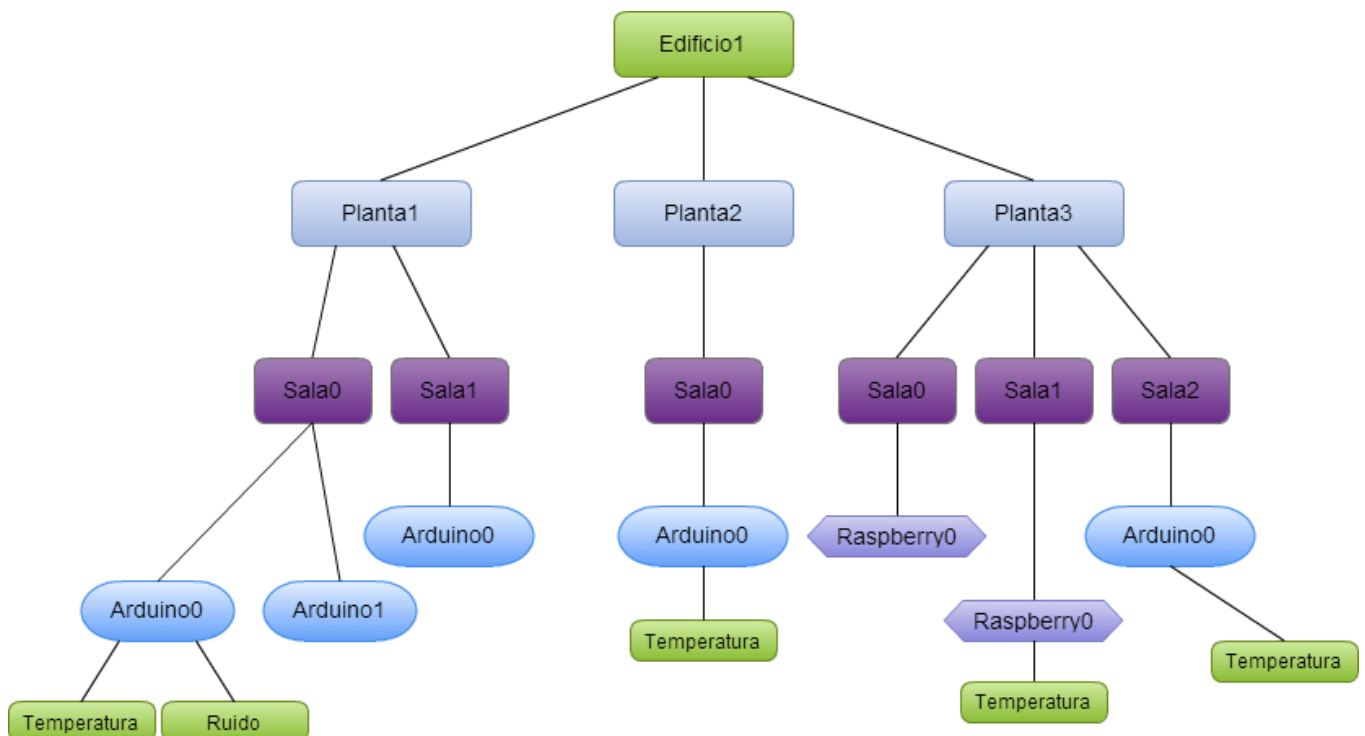 Edificio1
Planta1
Planta2
Planta3
Sala0
Sala1
Sala0
Sala0
Sala1
Sala2
Arduino0
Arduino0
Raspberry0
Arduino0
Arduino0
Arduino1
Raspberry0
Temperatura
Temperatura
Temperatura
Ruido
Temperatura